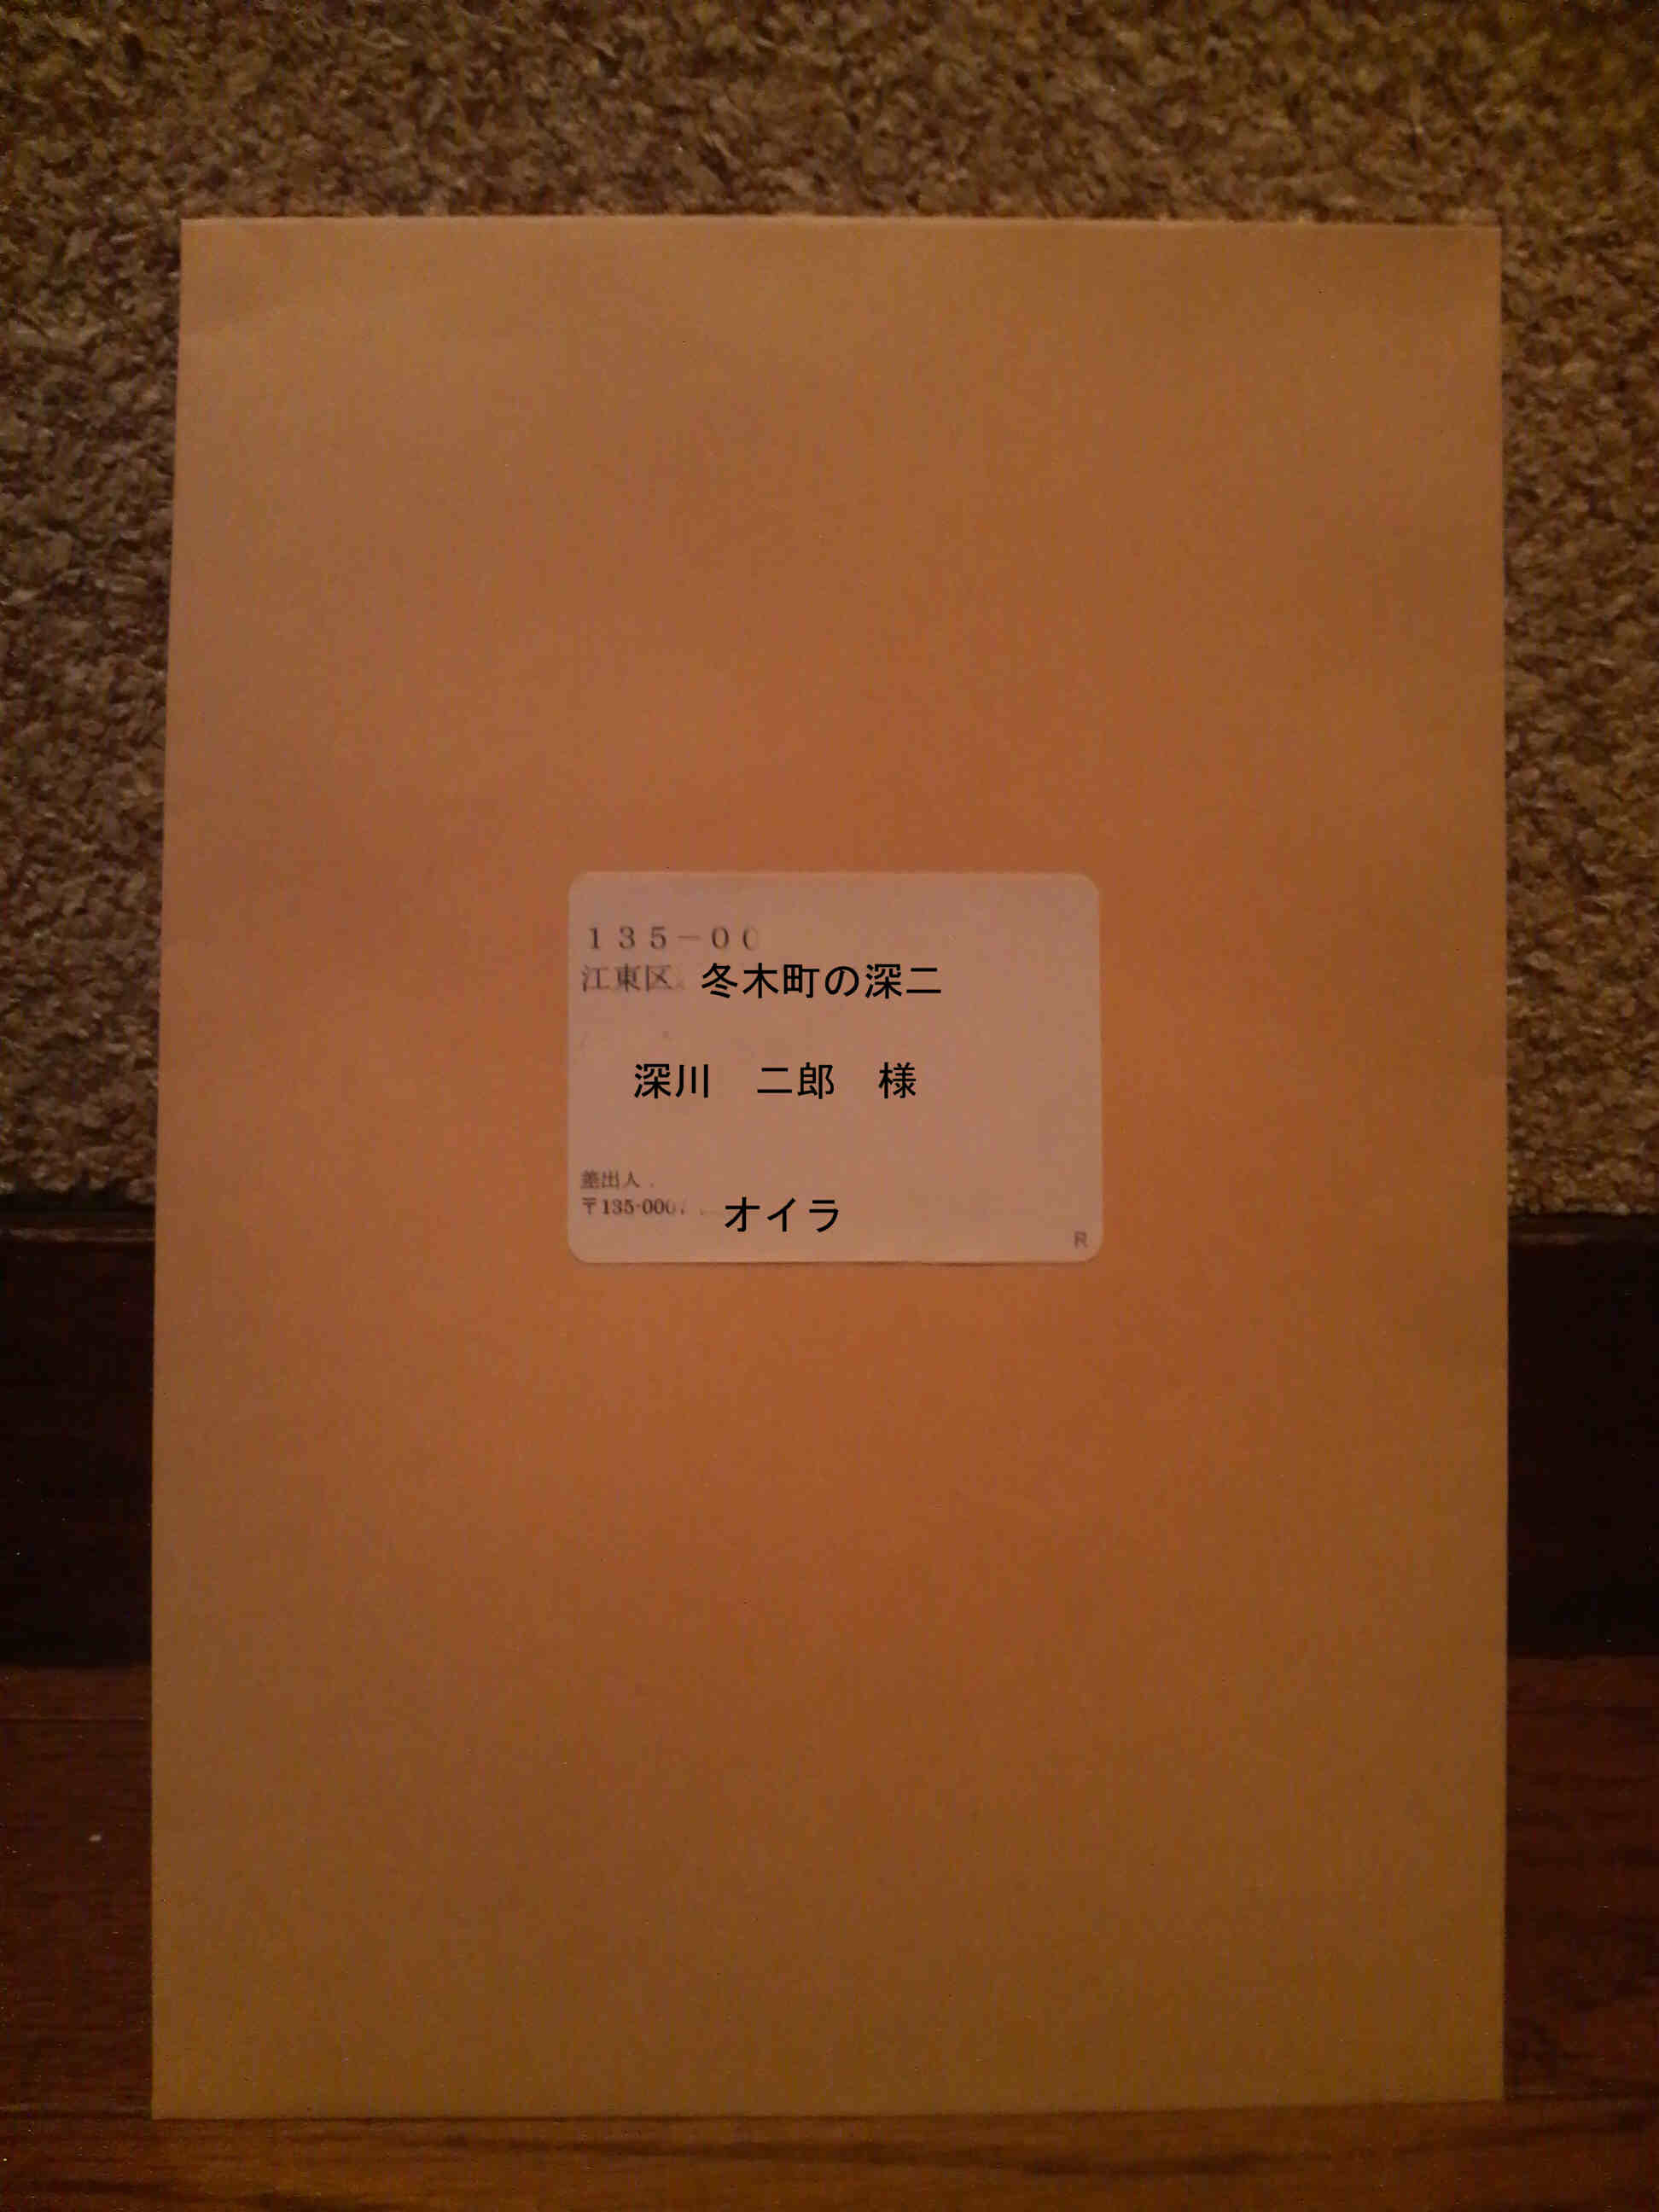 135-00
江東区 冬木町の深二
深川 二郎 様
差出人
〒135-000 オイラ
R